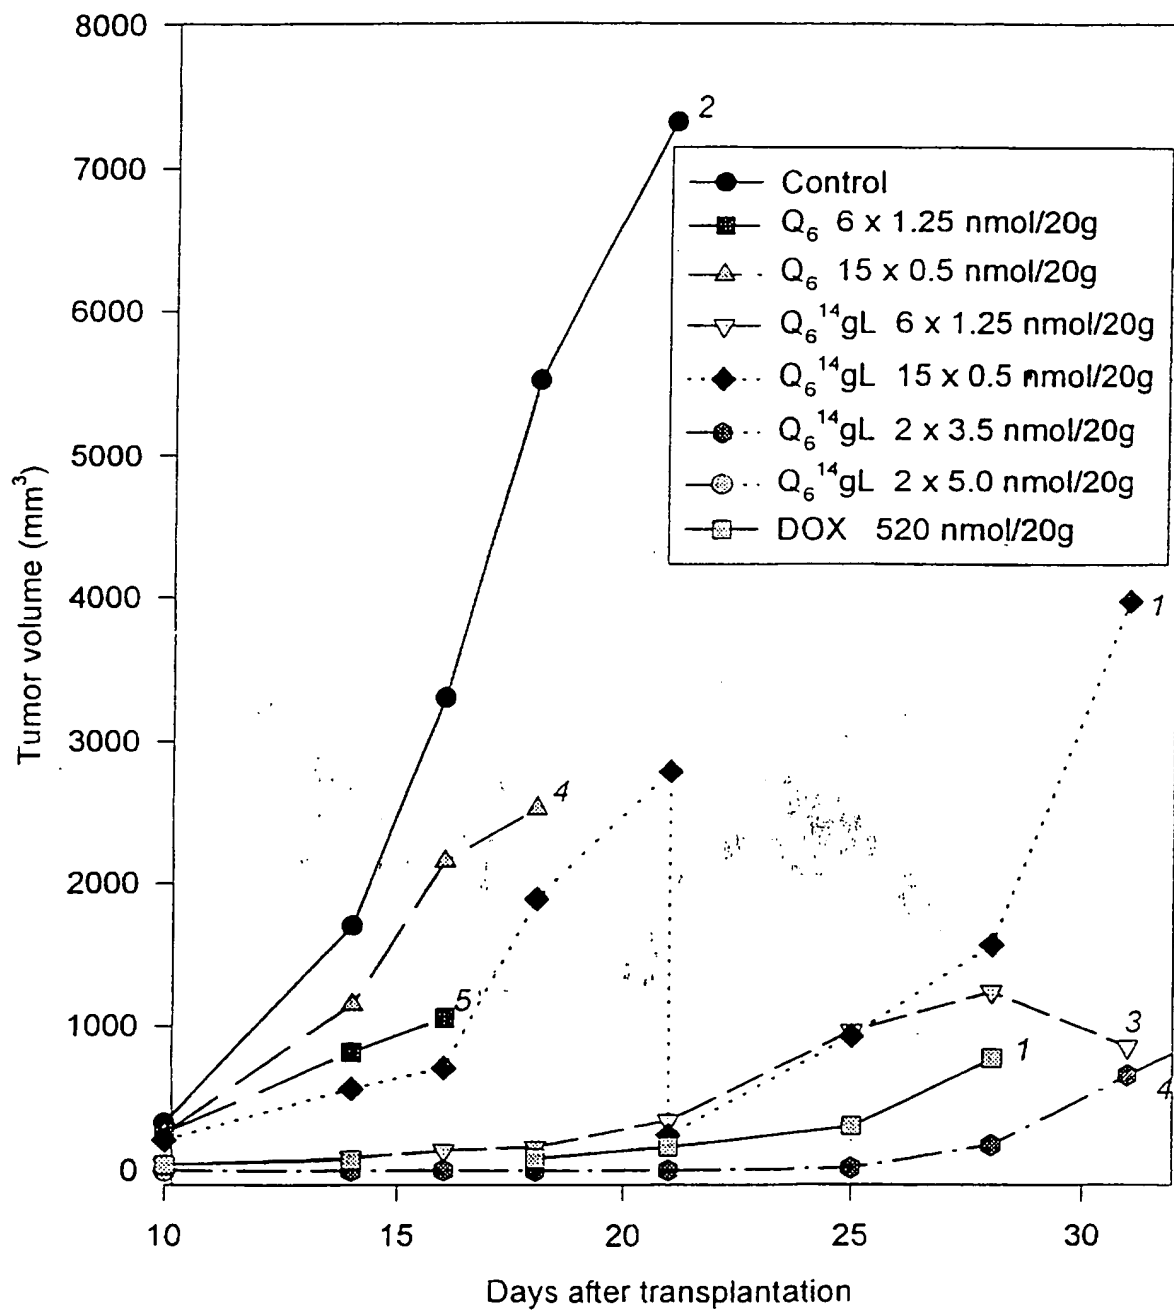 8000
7000
6000
5000
4000
3000
2000
1000
0
Tumor volume (mm³)
2
Control
Q₆ 6 x 1.25 nmol/20g
Q₆ 15 x 0.5 nmol/20g
Q₆¹⁴gL 6 x 1.25 nmol/20g
Q₆¹⁴gL 15 x 0.5 nmol/20g
Q₆¹⁴gL 2 x 3.5 nmol/20g
Q₆¹⁴gL 2 x 5.0 nmol/20g
DOX 520 nmol/20g
1
4
5
3
1
4
10 15 20 25 30
Days after transplantation